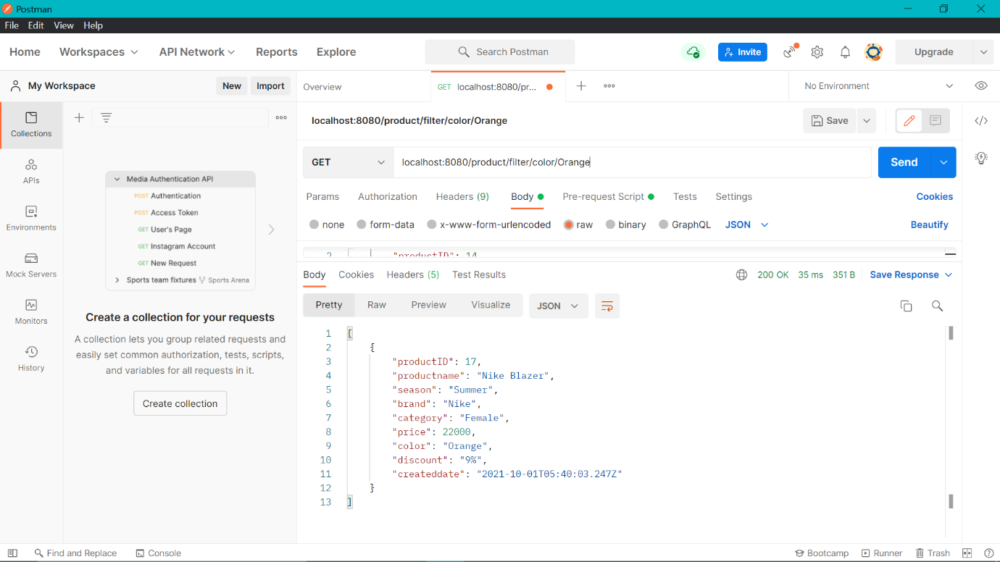 Postman
File Edit View Help
Home Workspaces API Network Reports Explore Search Postman Invite Upgrade
My Workspace New Import Overview GET localhost:8080/pr... No Environment
Collections
APIs
Environments
Mock Servers
Monitors
History
Media Authentication API
POST Authentication
POST Access Token
GET User's Page
GET Instagram Account
GET New Request
Sports team fixtures Sports Arena
Create a collection for your requests
A collection lets you group related requests and
easily set common authorization, tests, scripts,
and variables for all requests in it.
Create collection
localhost:8080/product/filter/color/Orange Save
GET localhost:8080/product/filter/color/Orange Send
Params Authorization Headers (9) Body Pre-request Script Tests Settings Cookies
none form-data x-www-form-urlencoded raw binary GraphQL JSON Beautify
2 "productID": 14
Body Cookies Headers (5) Test Results 200 OK 35 ms 351 B Save Response
Pretty Raw Preview Visualize JSON
1 [
2 {
3 "productID": 17,
4 "productname": "Nike Blazer",
5 "season": "Summer",
6 "brand": "Nike",
7 "category": "Female",
8 "price": 22000,
9 "color": "Orange",
10 "discount": "9%",
11 "createddate": "2021-10-01T05:40:03.247Z"
12 }
13 ]
Find and Replace Console Bootcamp Runner Trash